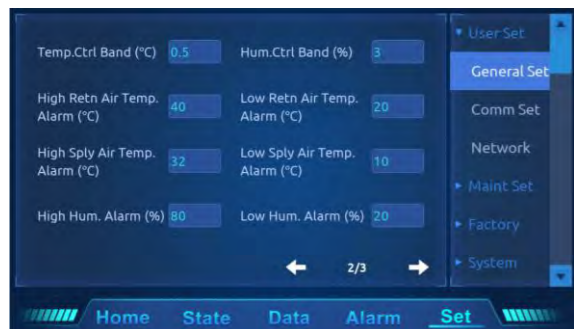 Temp.Ctrl Band (℃) 0.5 Hum.Ctrl Band (%) 3
High Retn Air Temp. Alarm (℃) 40
Low Retn Air Temp. Alarm (℃) 20
High Sply Air Temp. Alarm (℃) 32
Low Sply Air Temp. Alarm (℃) 10
High Hum. Alarm (%) 80 Low Hum. Alarm (%) 20
2/3
User Set
General Set
Comm Set
Network
Maint Set
Factory
System
Home State Data Alarm Set